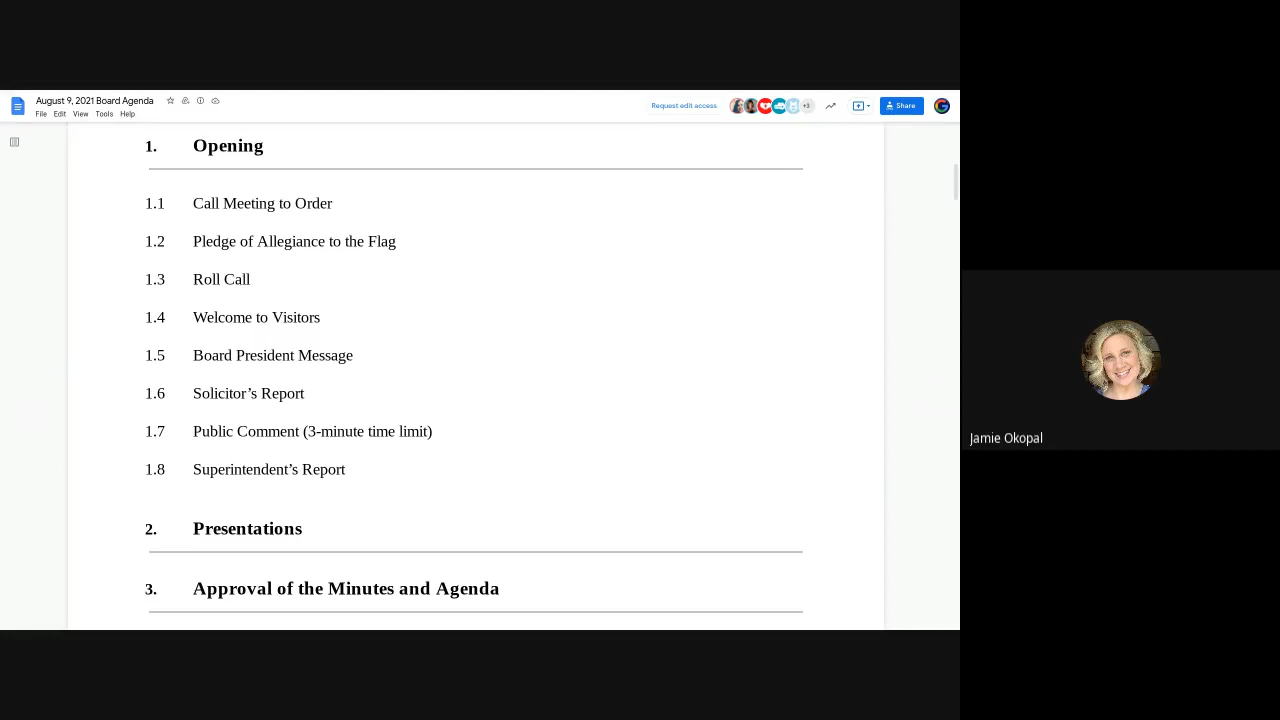 August 9, 2021 Board Agenda
File Edit View Tools Help
Request edit access
+3
Share
1. Opening
1.1 Call Meeting to Order
1.2 Pledge of Allegiance to the Flag
1.3 Roll Call
1.4 Welcome to Visitors
1.5 Board President Message
1.6 Solicitor’s Report
1.7 Public Comment (3-minute time limit)
1.8 Superintendent’s Report
2. Presentations
3. Approval of the Minutes and Agenda
Jamie Okopal